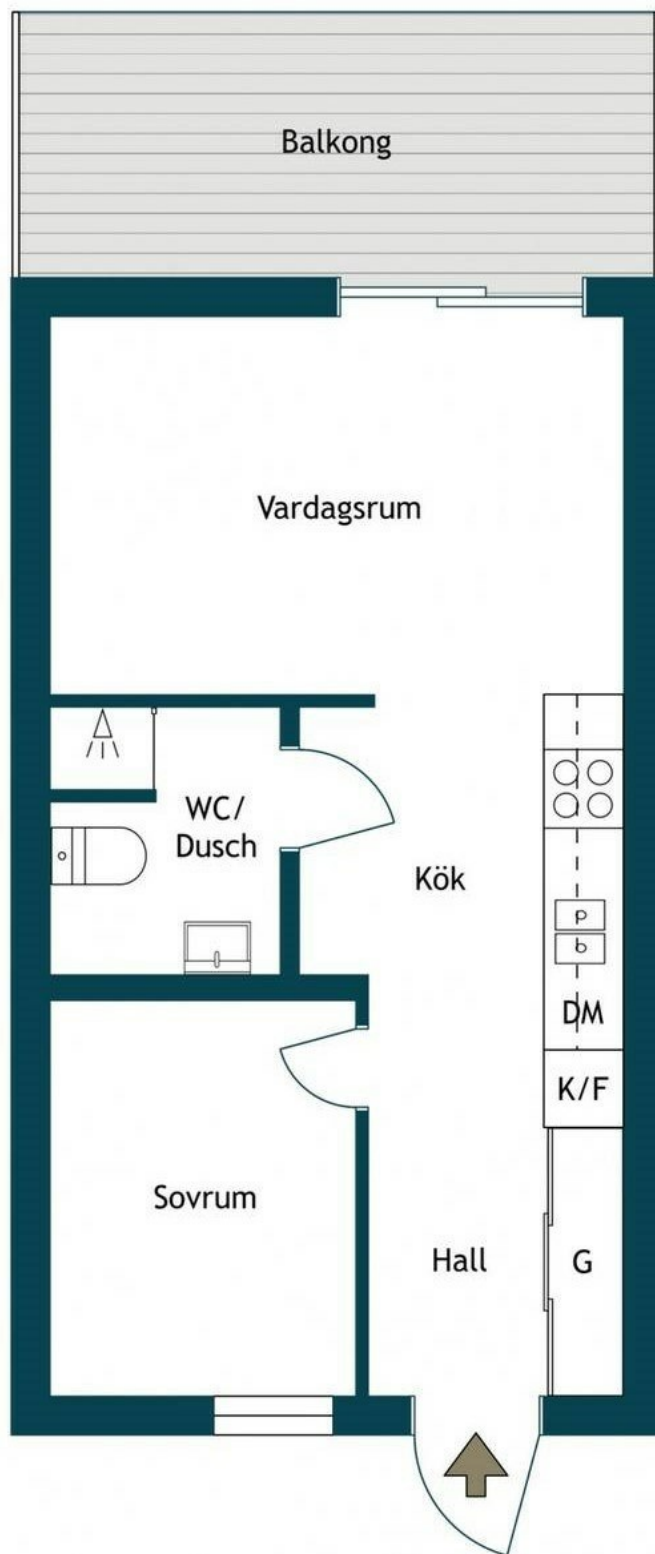 Balkong
Vardagsrum
WC/
Dusch
Kök
DM
K/F
Sovrum
Hall
G